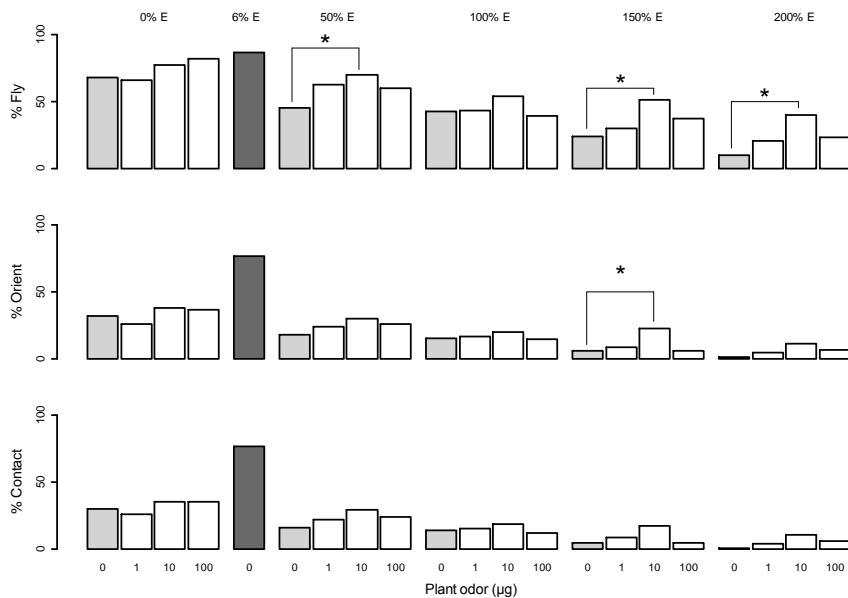 0% E 6% E 50% E 100% E 150% E 200% E
% Fly
0 50 100
*
*
*
% Orient
0 50 100
*
% Contact
0 50 100
0 1 10 100 0 0 1 10 100 0 1 10 100 0 1 10 100 0 1 10 100
Plant odor (µg)